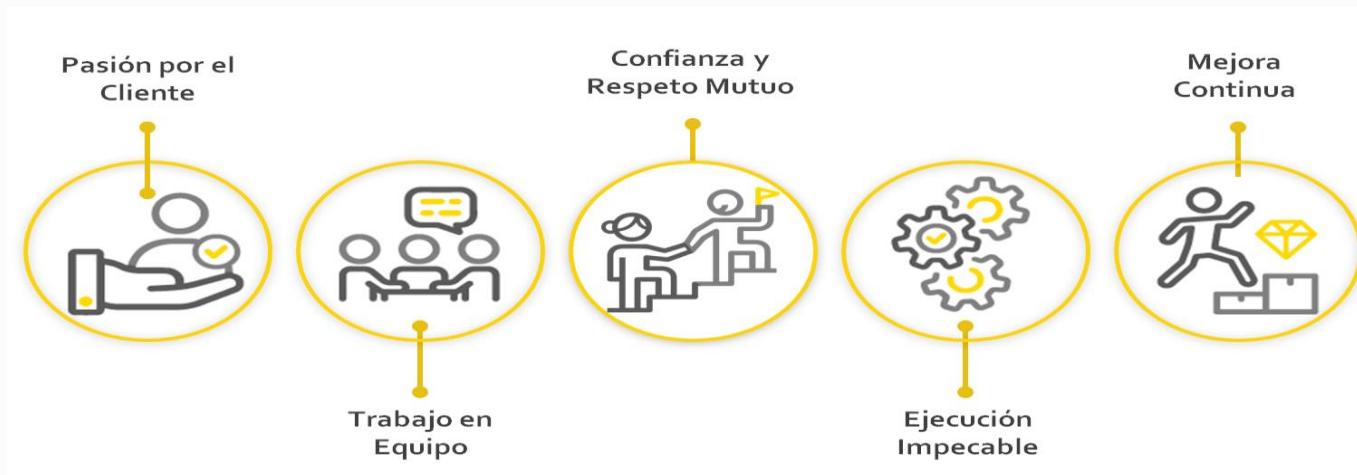 Pasión por el
Cliente
Trabajo en
Equipo
Confianza y
Respeto Mutuo
Ejecución
Impecable
Mejora
Continua